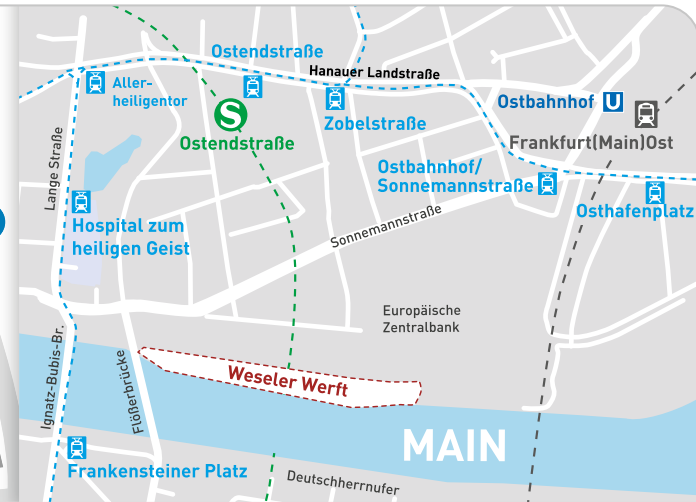 Ostendstraße
Hanauer Landstraße
Aller-
heiligentor
Zobelstraße
Ostbahnhof U
S
Ostendstraße
Frankfurt(Main)Ost
Lange Straße
Ostbahnhof/
Sonnemannstraße
Osthafenplatz
Hospital zum
heiligen Geist
Sonnemannstraße
Europäische
Zentralbank
Ignatz-Bubis-Br.
Flößerbrücke
Weseler Werft
MAIN
Frankensteiner Platz
Deutschherrnufer